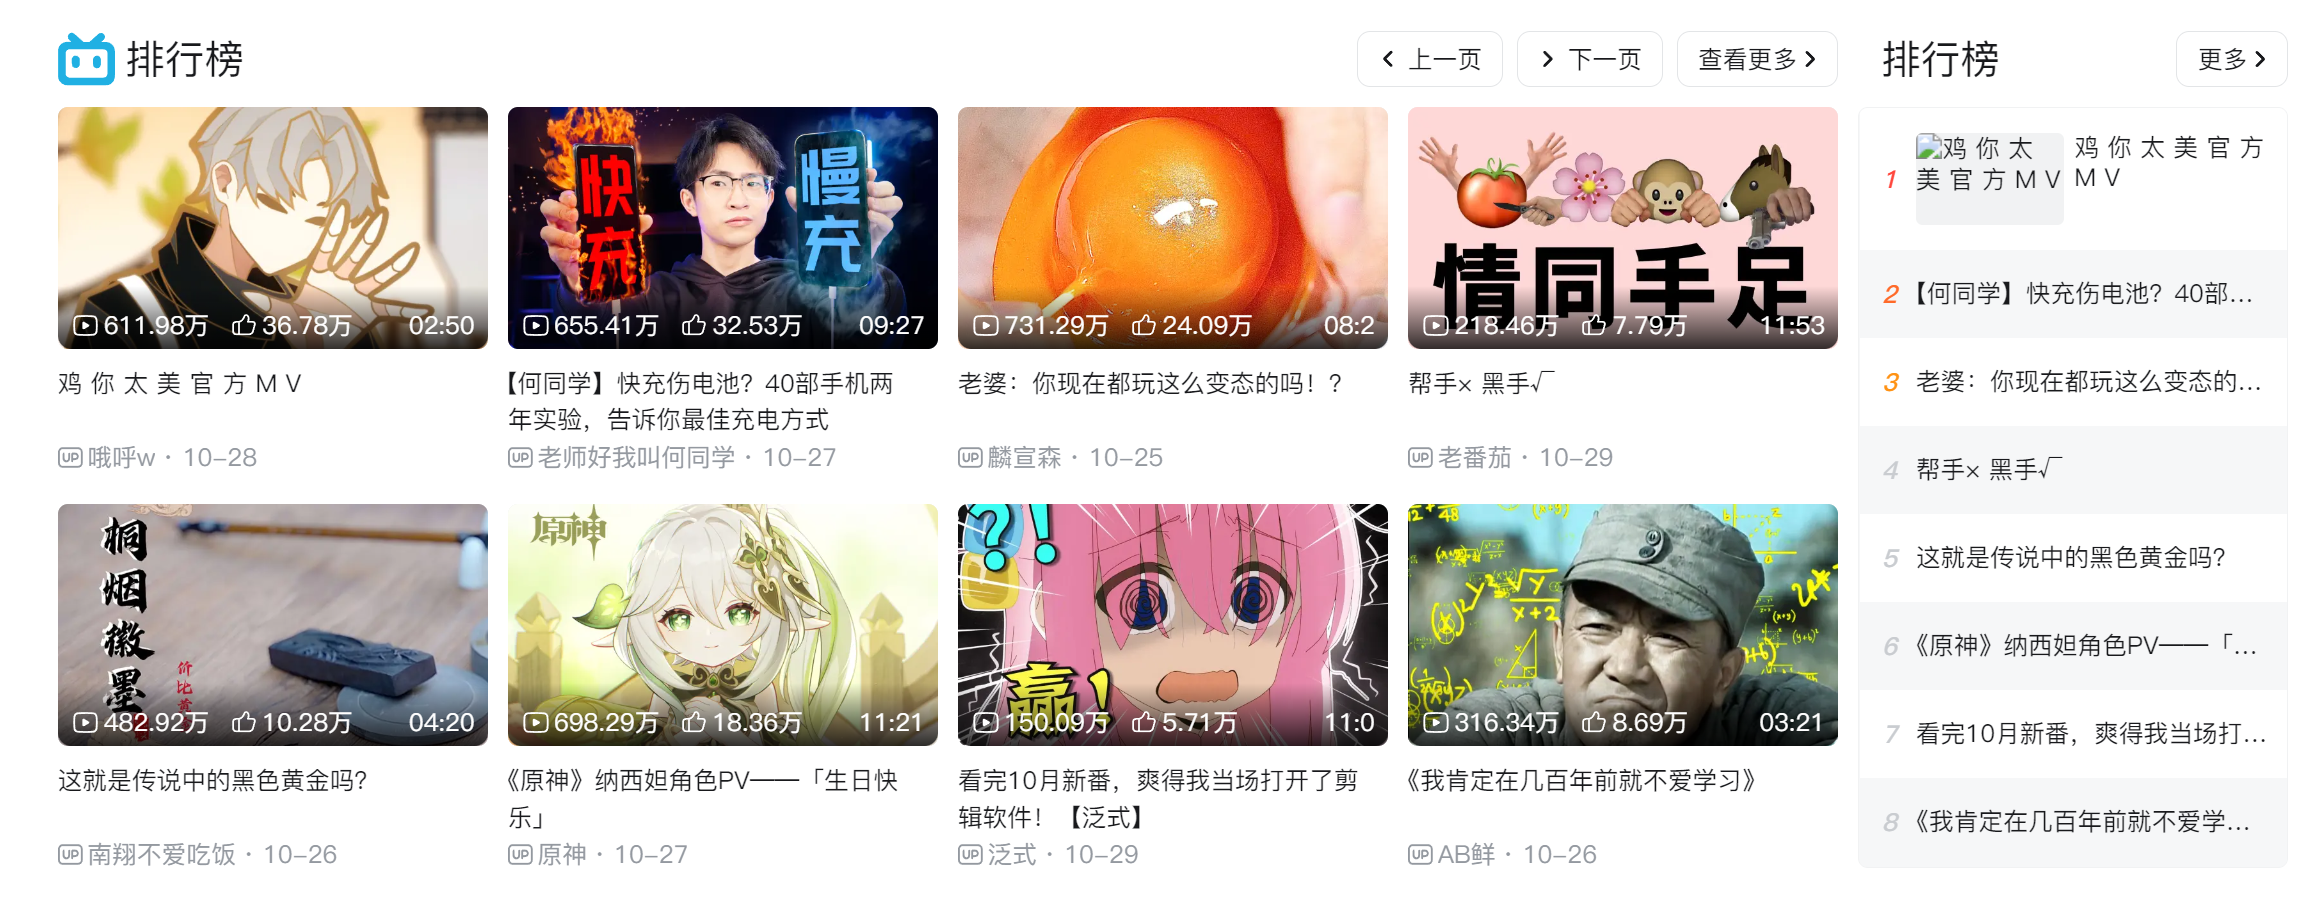 排行榜
上一页
下一页
查看更多
排行榜
更多
快充
慢充
情同手足
611.98万 36.78万 02:50
655.41万 32.53万 09:27
731.29万 24.09万 08:2
218.46万 7.79万 11:53
鸡 你 太 美 官 方 M V
【何同学】快充伤电池？40部手机两
年实验，告诉你最佳充电方式
老婆：你现在都玩这么变态的吗！？
帮手× 黑手√
UP 哦呼w · 10-28
UP 老师好我叫何同学 · 10-27
UP 麟宣森 · 10-25
UP 老番茄 · 10-29
桐烟徽墨
价比黄
原神
?!
赢!
482.92万 10.28万 04:20
698.29万 18.36万 11:21
150.09万 5.71万 11:0
316.34万 8.69万 03:21
这就是传说中的黑色黄金吗？
《原神》纳西妲角色PV——「生日快
乐」
看完10月新番，爽得我当场打开了剪
辑软件！【泛式】
《我肯定在几百年前就不爱学习》
UP 南翔不爱吃饭 · 10-26
UP 原神 · 10-27
UP 泛式 · 10-29
UP AB鲜 · 10-26
1
鸡 你 太
美 官 方 M V
鸡 你 太 美 官 方
M V
2 【何同学】快充伤电池？40部...
3 老婆：你现在都玩这么变态的...
4 帮手× 黑手√
5 这就是传说中的黑色黄金吗？
6 《原神》纳西妲角色PV——「...
7 看完10月新番，爽得我当场打...
8 《我肯定在几百年前就不爱学...